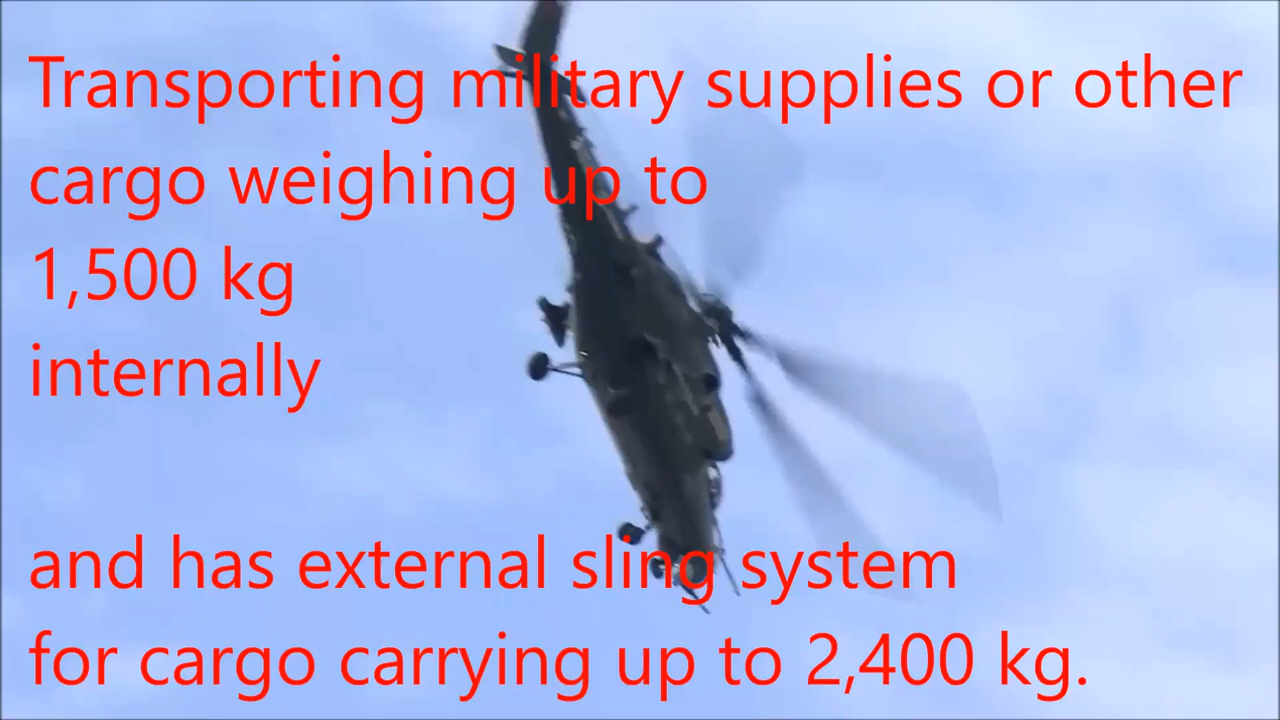 Transporting military supplies or other
cargo weighing up to
1,500 kg
internally
and has external sling system
for cargo carrying up to 2,400 kg.